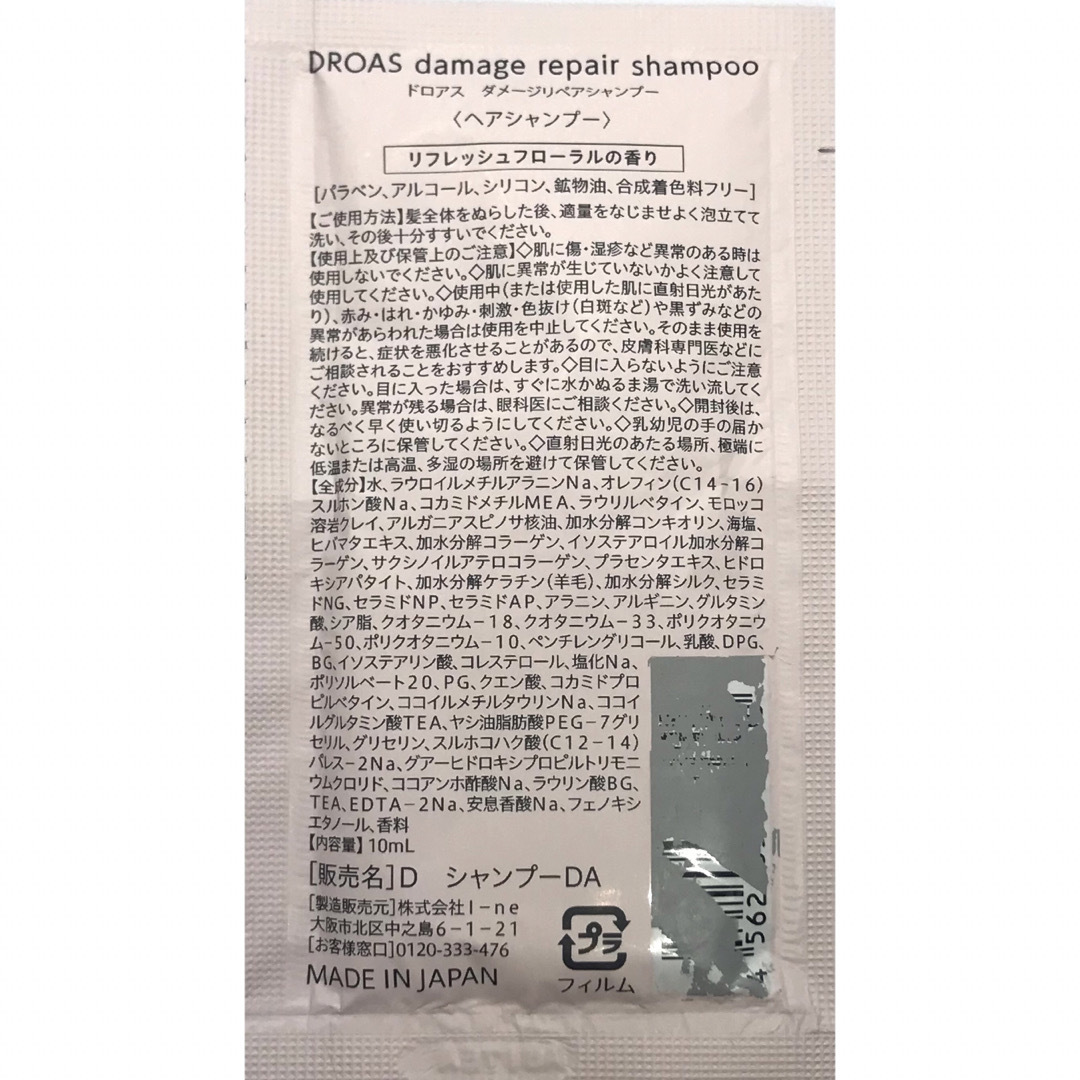 DROAS damage repair shampoo
ドロアス ダメージリペアシャンプー
〈ヘアシャンプー〉
リフレッシュフローラルの香り
[パラベン、アルコール、シリコン、鉱物油、合成着色料フリー]
【ご使用方法】髪全体をぬらした後、適量をなじませよく泡立てて
洗い、その後十分すすいでください。
【使用上及び保管上のご注意】◇肌に傷・湿疹など異常のある時は
使用しないでください。◇肌に異常が生じていないかよく注意して
使用してください。◇使用中(または使用した肌に直射日光があた
り)、赤み・はれ・かゆみ・刺激・色抜け(白斑など)や黒ずみなどの
異常があらわれた場合は使用を中止してください。そのまま使用を
続けると、症状を悪化させることがあるので、皮膚科専門医などに
ご相談されることをおすすめします。◇目に入らないようにご注意
ください。目に入った場合は、すぐに水かぬるま湯で洗い流してく
ださい。異常が残る場合は、眼科医にご相談ください。◇開封後は、
なるべく早く使い切るようにしてください。◇乳幼児の手の届か
ないところに保管してください。◇直射日光のあたる場所、極端に
低温または高温、多湿の場所を避けて保管してください。
【全成分】水、ラウロイルメチルアラニンNa、オレフィン(C14-16)
スルホン酸Na、コカミドメチルMEA、ラウリルベタイン、モロッコ
溶岩クレイ、アルガニアスピノサ核油、加水分解コンキオリン、海塩、
ヒバマタエキス、加水分解コラーゲン、イソステアロイル加水分解コ
ラーゲン、サクシノイルアテロコラーゲン、プラセンタエキス、ヒドロ
キシアパタイト、加水分解ケラチン(羊毛)、加水分解シルク、セラミ
ドNG、セラミドNP、セラミドAP、アラニン、アルギニン、グルタミン
酸、シア脂、クオタニウム-18、クオタニウム-33、ポリクオタニウ
ム-50、ポリクオタニウム-10、ペンチレングリコール、乳酸、DPG、
BG、イソステアリン酸、コレステロール、塩化Na、
ポリソルベート20、PG、クエン酸、コカミドプロ
ピルベタイン、ココイルメチルタウリンNa、ココイ
ルグルタミン酸TEA、ヤシ油脂肪酸PEG-7グリ
セリル、グリセリン、スルホコハク酸(C12-14)
パレス-2Na、グアーヒドロキシプロピルトリモニ
ウムクロリド、ココアンホ酢酸Na、ラウリン酸BG、
TEA、EDTA-2Na、安息香酸Na、フェノキシ
エタノール、香料
【内容量】10mL
[販売名]D シャンプーDA
[製造販売元]株式会社I-ne
大阪市北区中之島6-1-21
[お客様窓口]0120-333-476
MADE IN JAPAN
プラ
フィルム
4 562